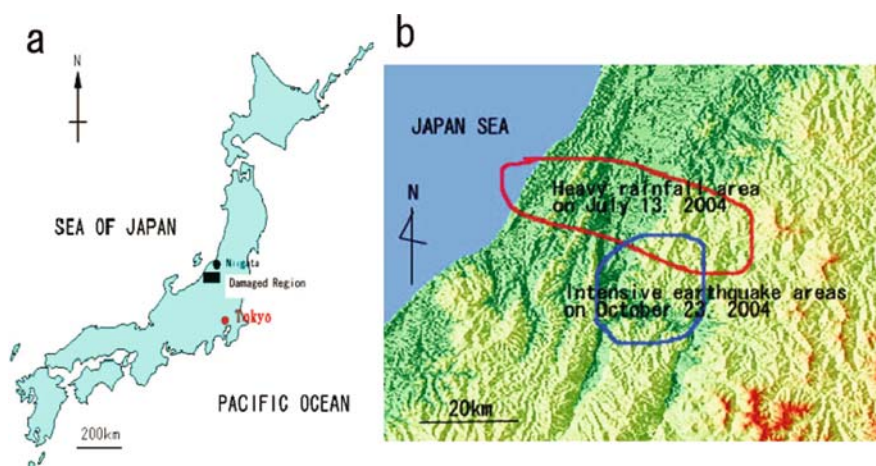 a
N
SEA OF JAPAN
Niigata
Damaged Region
Tokyo
PACIFIC OCEAN
200km
b
JAPAN SEA
N
Heavy rainfall area
on July 13. 2004
Intensive earthquake areas
on October 23. 2004
20km